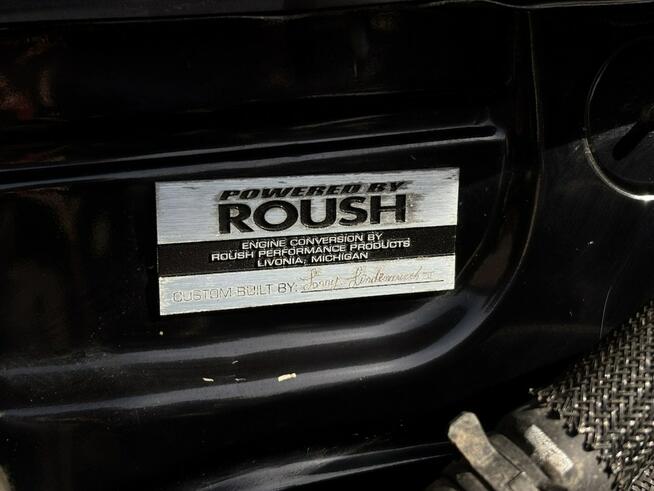 POWERED BY
ROUSH
ENGINE CONVERSION BY
ROUSH PERFORMANCE PRODUCTS
LIVONIA, MICHIGAN
CUSTOM BUILT BY: